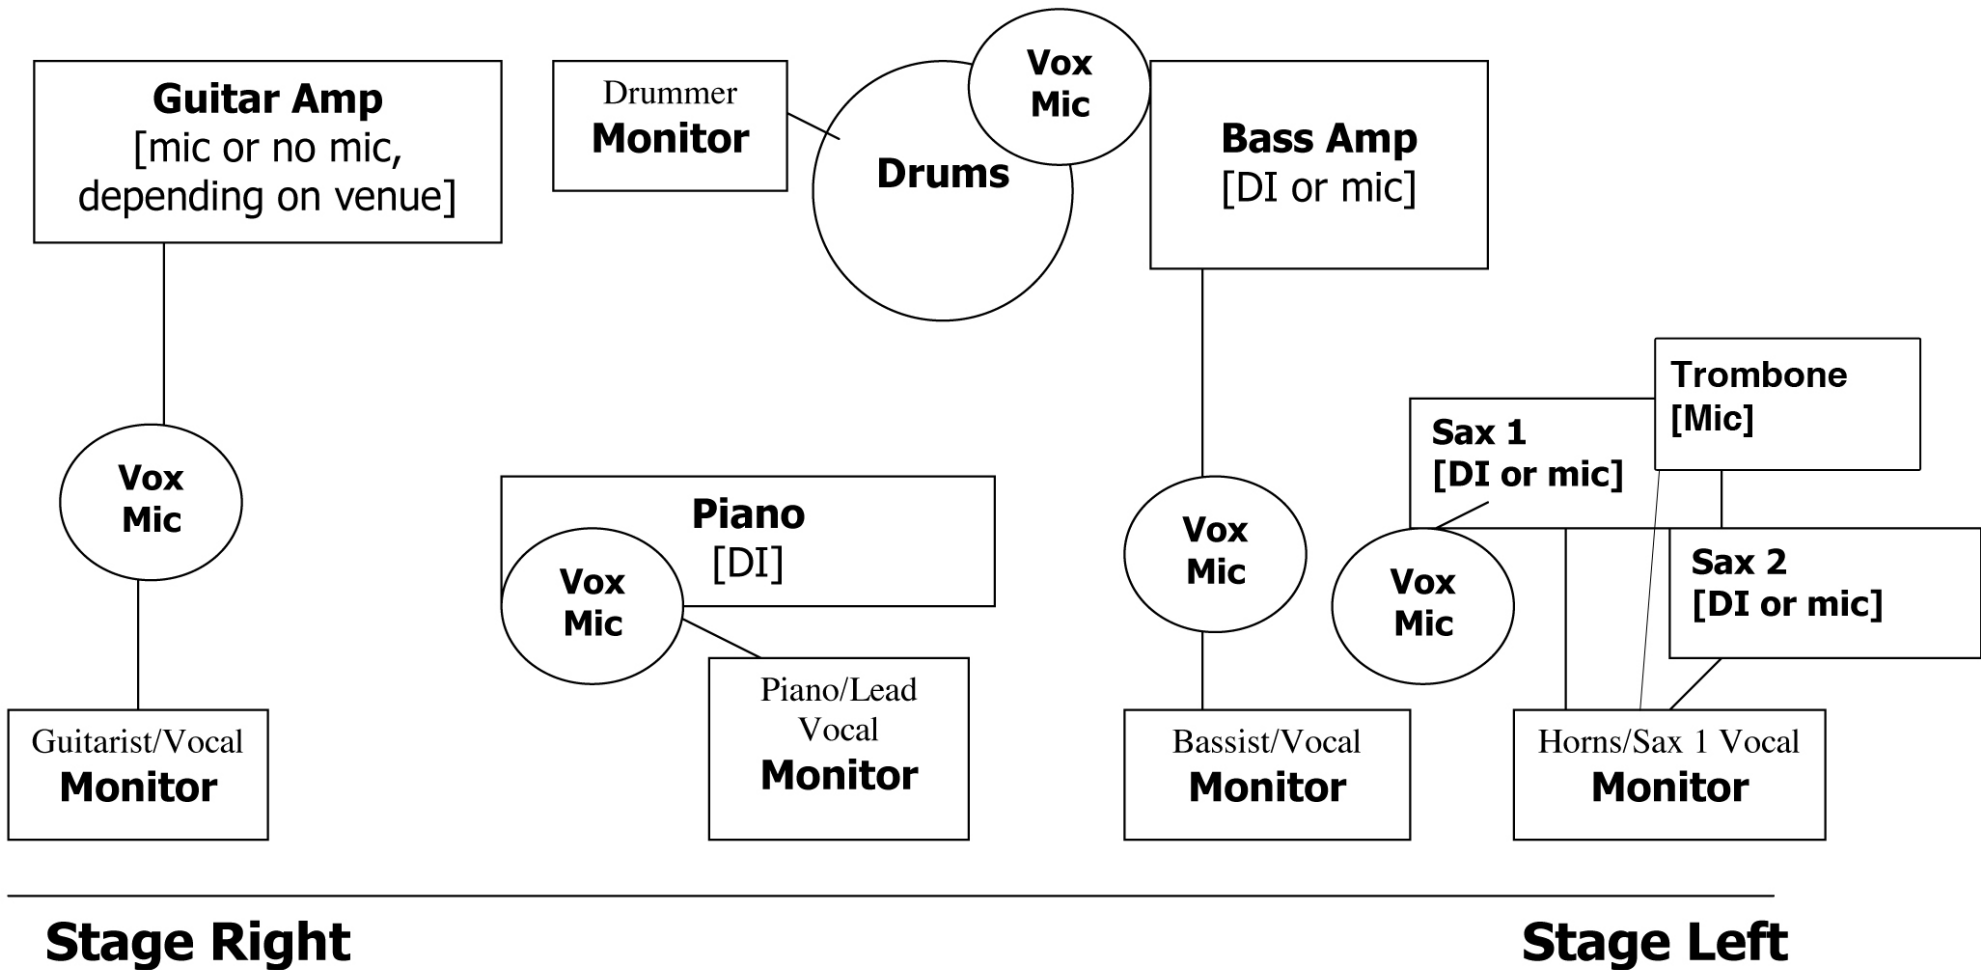 Guitar Amp
[mic or no mic,
depending on venue]
Drummer
Monitor
Drums
Vox
Mic
Bass Amp
[DI or mic]
Trombone
[Mic]
Sax 1
[DI or mic]
Vox
Mic
Piano
[DI]
Vox
Mic
Vox
Mic
Vox
Mic
Sax 2
[DI or mic]
Guitarist/Vocal
Monitor
Piano/Lead
Vocal
Monitor
Bassist/Vocal
Monitor
Horns/Sax 1 Vocal
Monitor
Stage Right
Stage Left